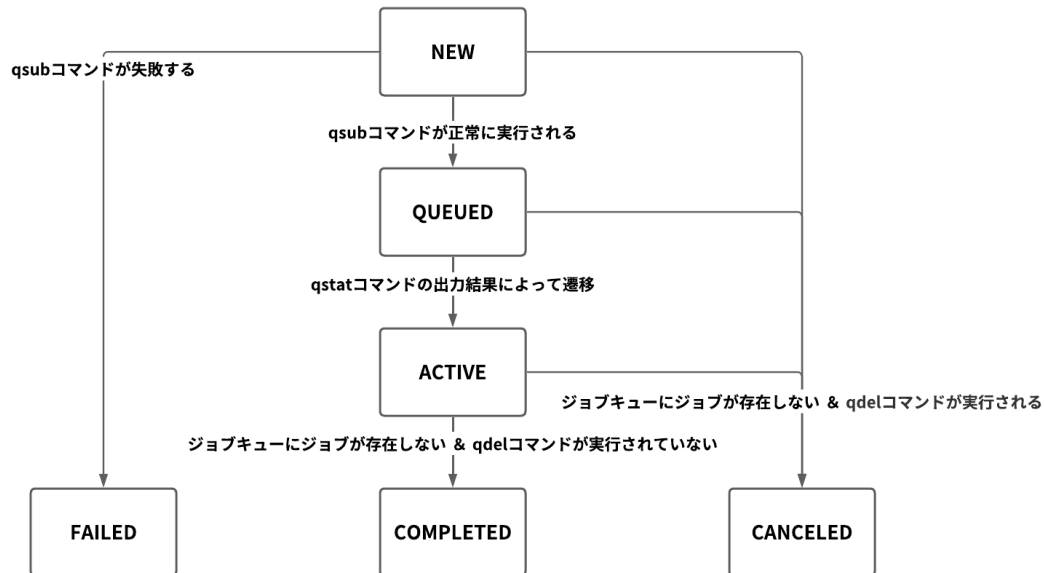 NEW
qsubコマンドが失敗する
qsubコマンドが正常に実行される
QUEUED
qstatコマンドの出力結果によって遷移
ACTIVE
ジョブキューにジョブが存在しない & qdelコマンドが実行される
ジョブキューにジョブが存在しない & qdelコマンドが実行されていない
FAILED
COMPLETED
CANCELED